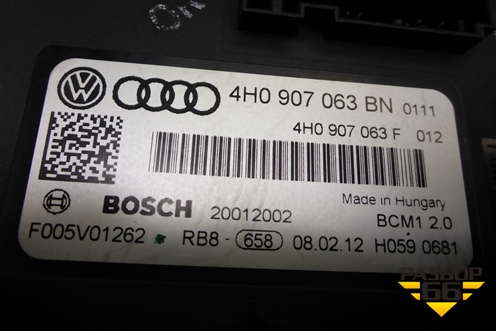 4H0 907 063 BN 0111
4H0 907 063 F 012
Made in Hungary
BOSCH 20012002 BCM1 2.0
F005V01262 RB8 - 658 08.02.12 H059 0681
РАЗБОР
66